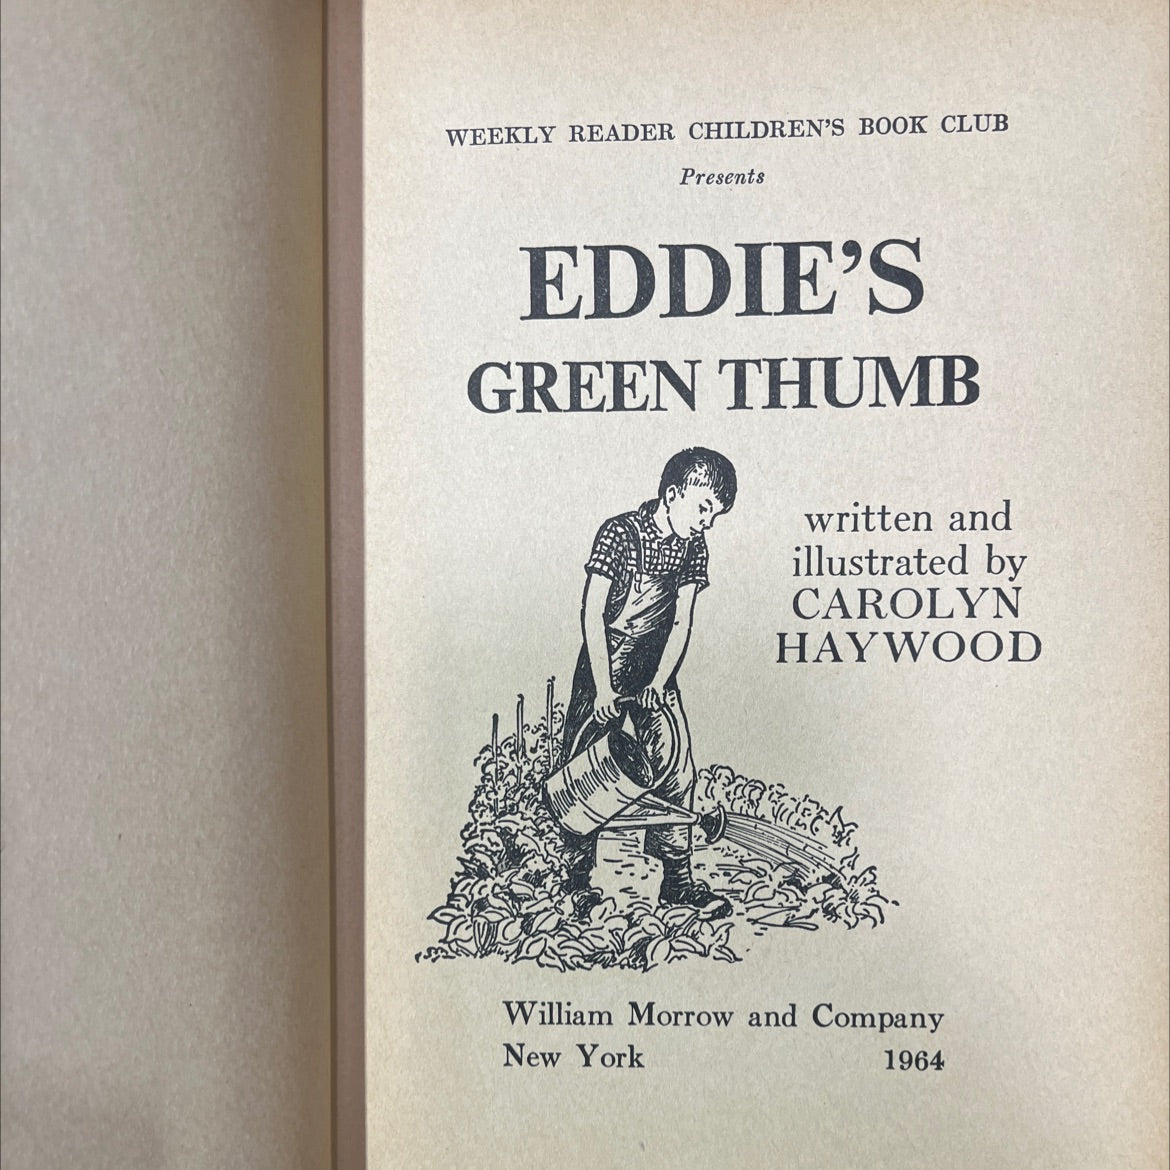 WEEKLY READER CHILDREN'S BOOK CLUB
Presents
EDDIE'S
GREEN THUMB
written and
illustrated by
CAROLYN
HAYWOOD
William Morrow and Company
New York 1964